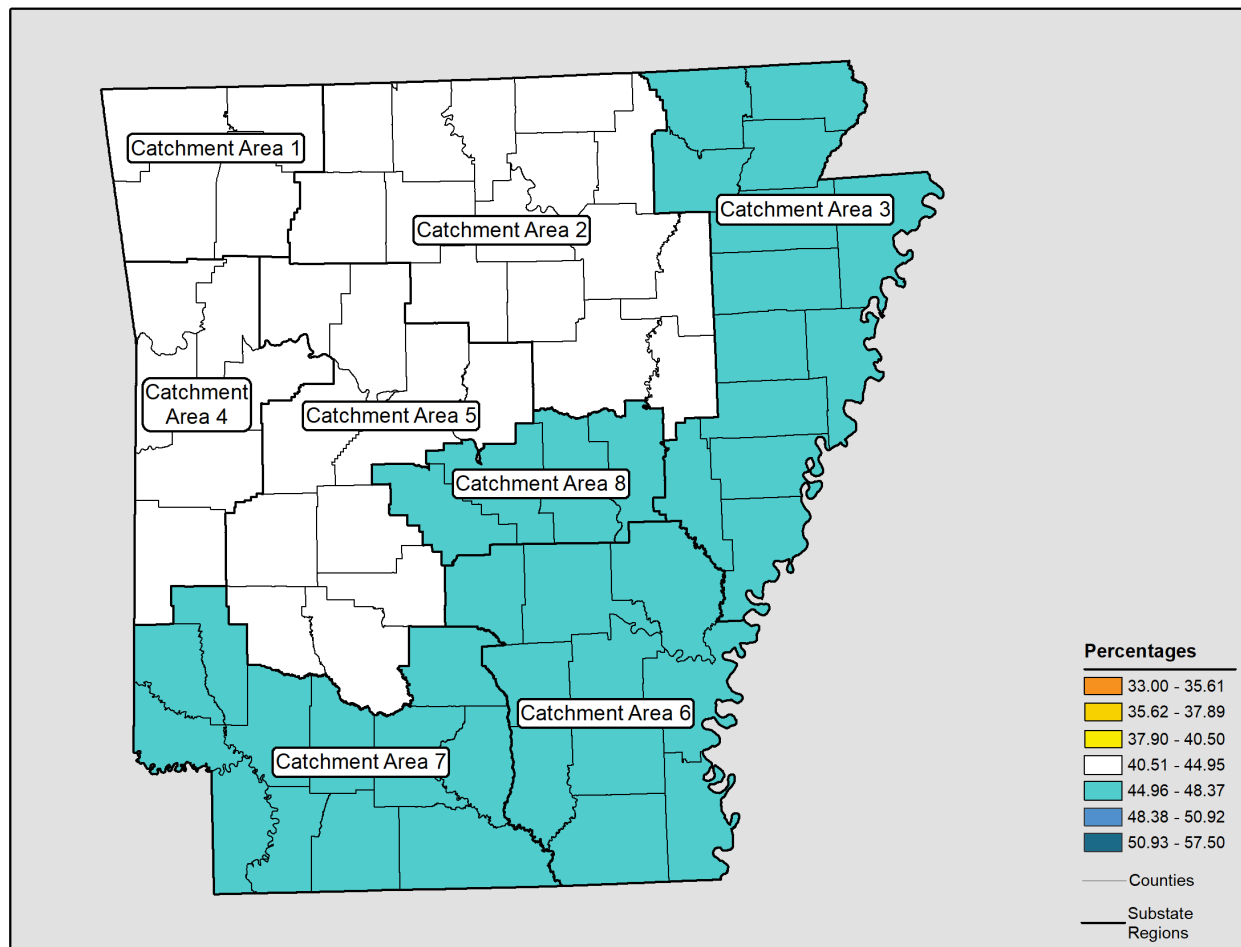 Catchment Area 1
Catchment Area 3
Catchment Area 2
Catchment
Area 4
Catchment Area 5
Catchment Area 8
Catchment Area 6
Catchment Area 7
Percentages
33.00 - 35.61
35.62 - 37.89
37.90 - 40.50
40.51 - 44.95
44.96 - 48.37
48.38 - 50.92
50.93 - 57.50
Counties
Substate
Regions